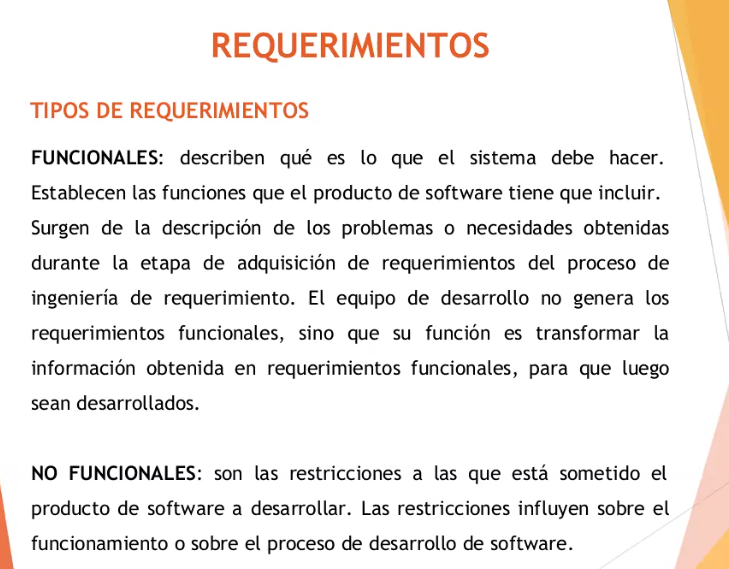 REQUERIMIENTOS
TIPOS DE REQUERIMIENTOS
FUNCIONALES: describen qué es lo que el sistema debe hacer.
Establecen las funciones que el producto de software tiene que incluir.
Surgen de la descripción de los problemas o necesidades obtenidas
durante la etapa de adquisición de requerimientos del proceso de
ingeniería de requerimiento. El equipo de desarrollo no genera los
requerimientos funcionales, sino que su función es transformar la
información obtenida en requerimientos funcionales, para que luego
sean desarrollados.
NO FUNCIONALES: son las restricciones a las que está sometido el
producto de software a desarrollar. Las restricciones influyen sobre el
funcionamiento o sobre el proceso de desarrollo de software.